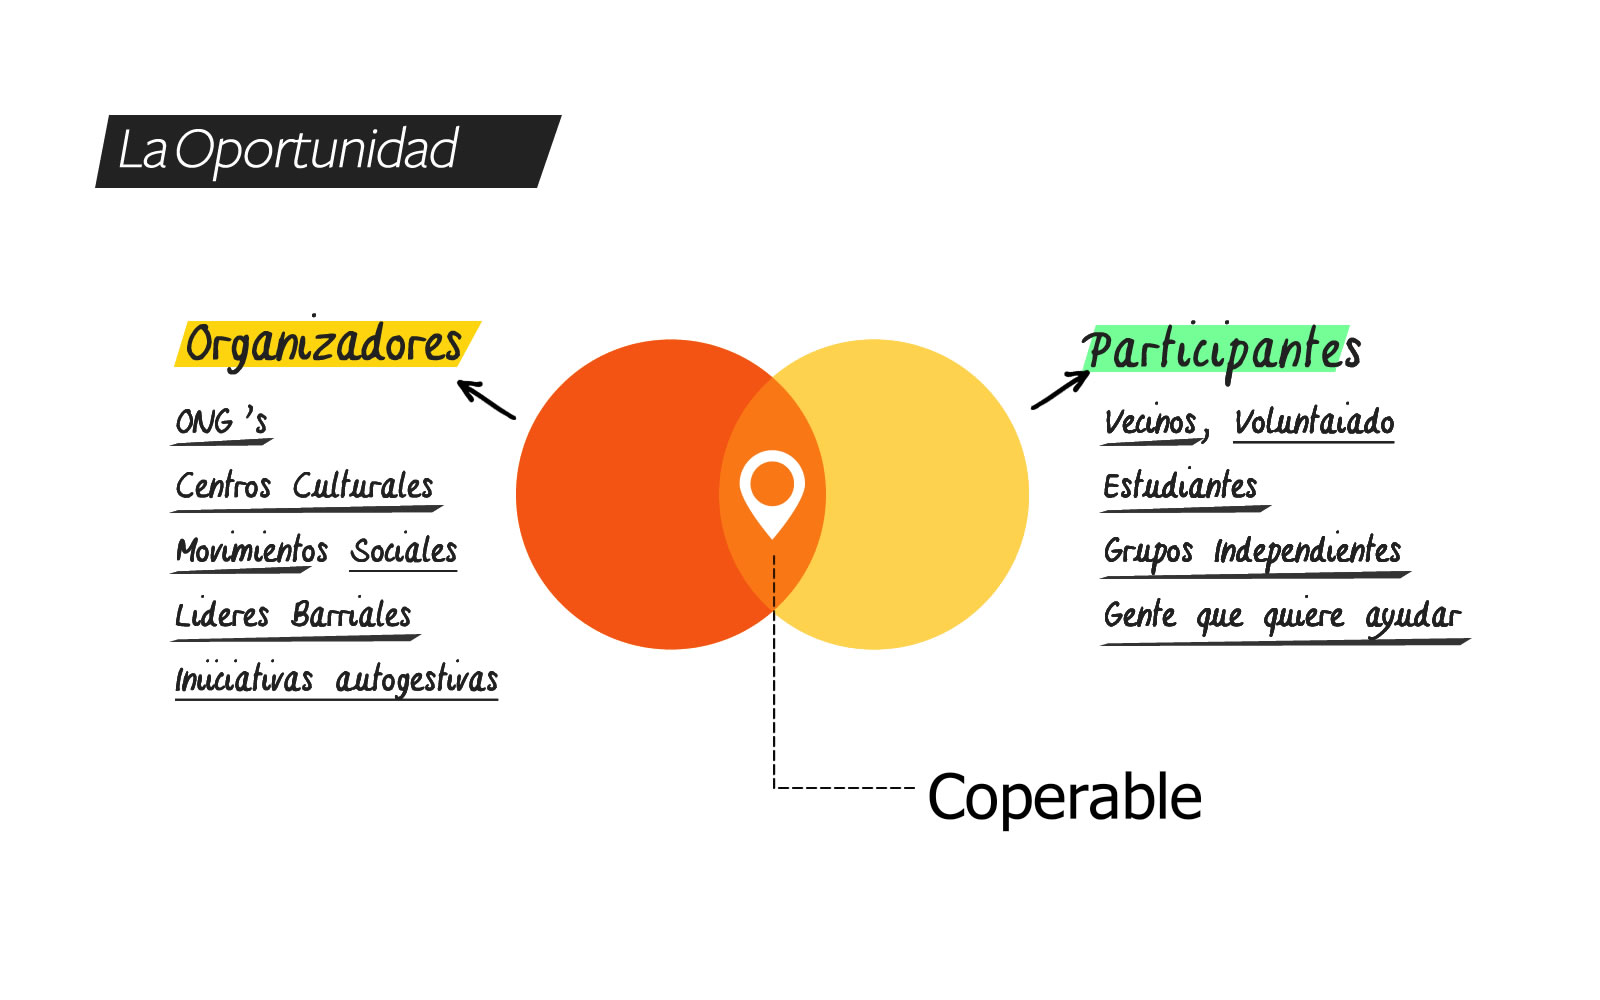 La Oportunidad
Organizadores
ONG 's
Centros Culturales
Movimientos Sociales
Lideres Barriales
Iniiciativas autogestivas
Participantes
Vecinos, Voluntaiado
Estudiantes
Grupos Independientes
Gente que quiere ayudar
Coperable